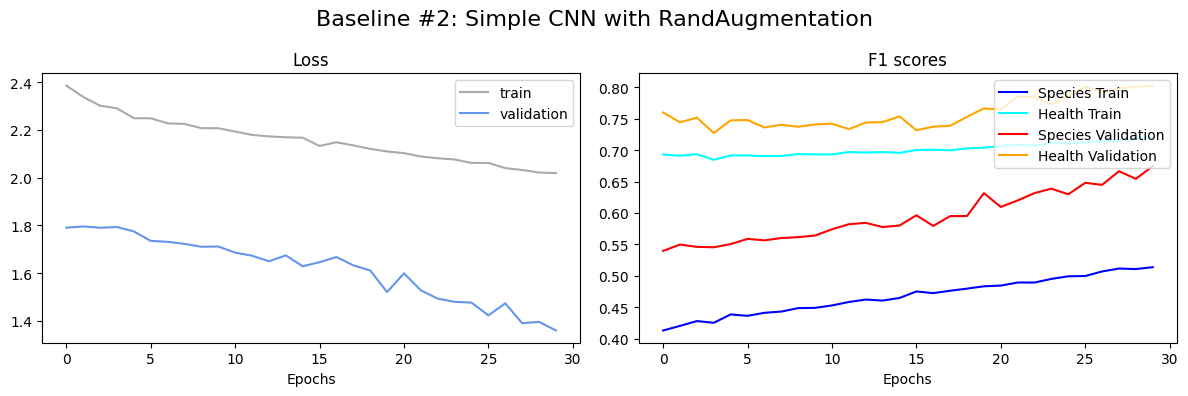 Baseline #2: Simple CNN with RandAugmentation
Loss
train
validation
2.4
2.2
2.0
1.8
1.6
1.4
0
5
10
15
20
25
30
Epochs
F1 scores
Species Train
Health Train
Species Validation
Health Validation
0.80
0.75
0.70
0.65
0.60
0.55
0.50
0.45
0.40
0
5
10
15
20
25
30
Epochs